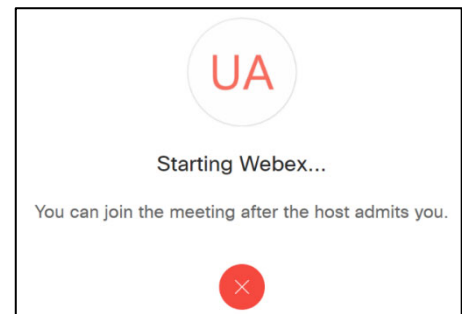 UA
Starting Webex...
You can join the meeting after the host admits you.